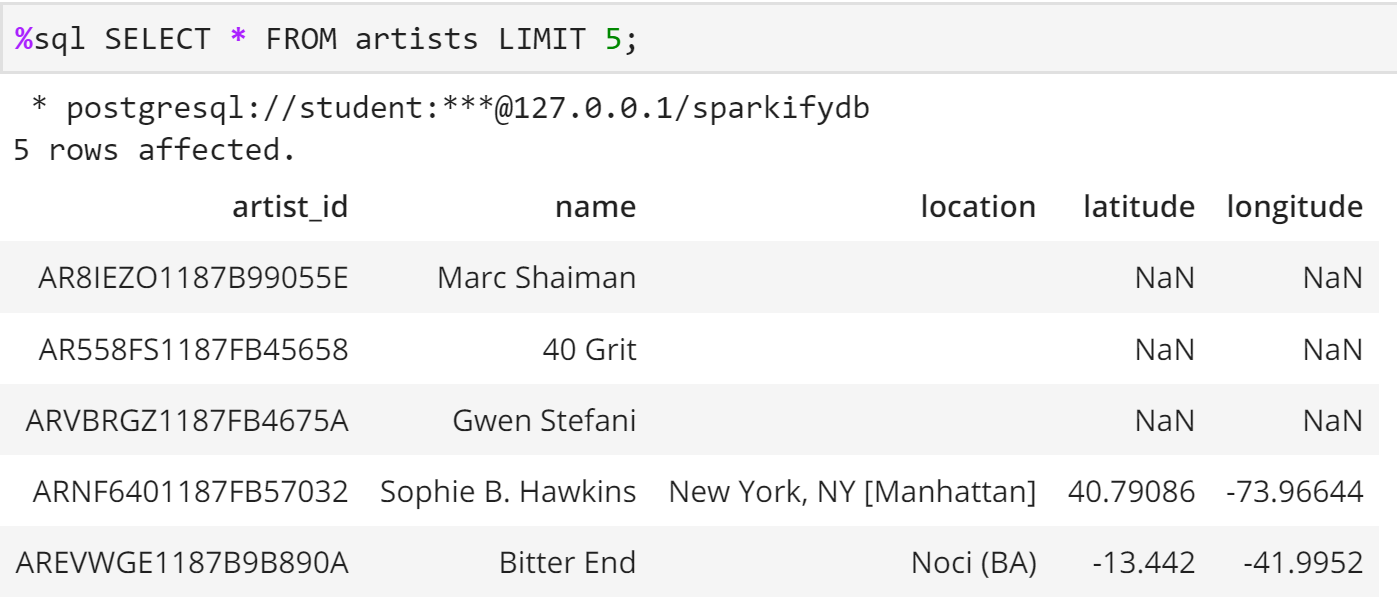 %sql SELECT * FROM artists LIMIT 5;
* postgresql://student:***@127.0.0.1/sparkifydb
5 rows affected.
artist_id name location latitude longitude
AR8IEZO1187B99055E Marc Shaiman NaN NaN
AR558FS1187FB45658 40 Grit NaN NaN
ARVBRGZ1187FB4675A Gwen Stefani NaN NaN
ARNF6401187FB57032 Sophie B. Hawkins New York, NY [Manhattan] 40.79086 -73.96644
AREVWGE1187B9B890A Bitter End Noci (BA) -13.442 -41.9952